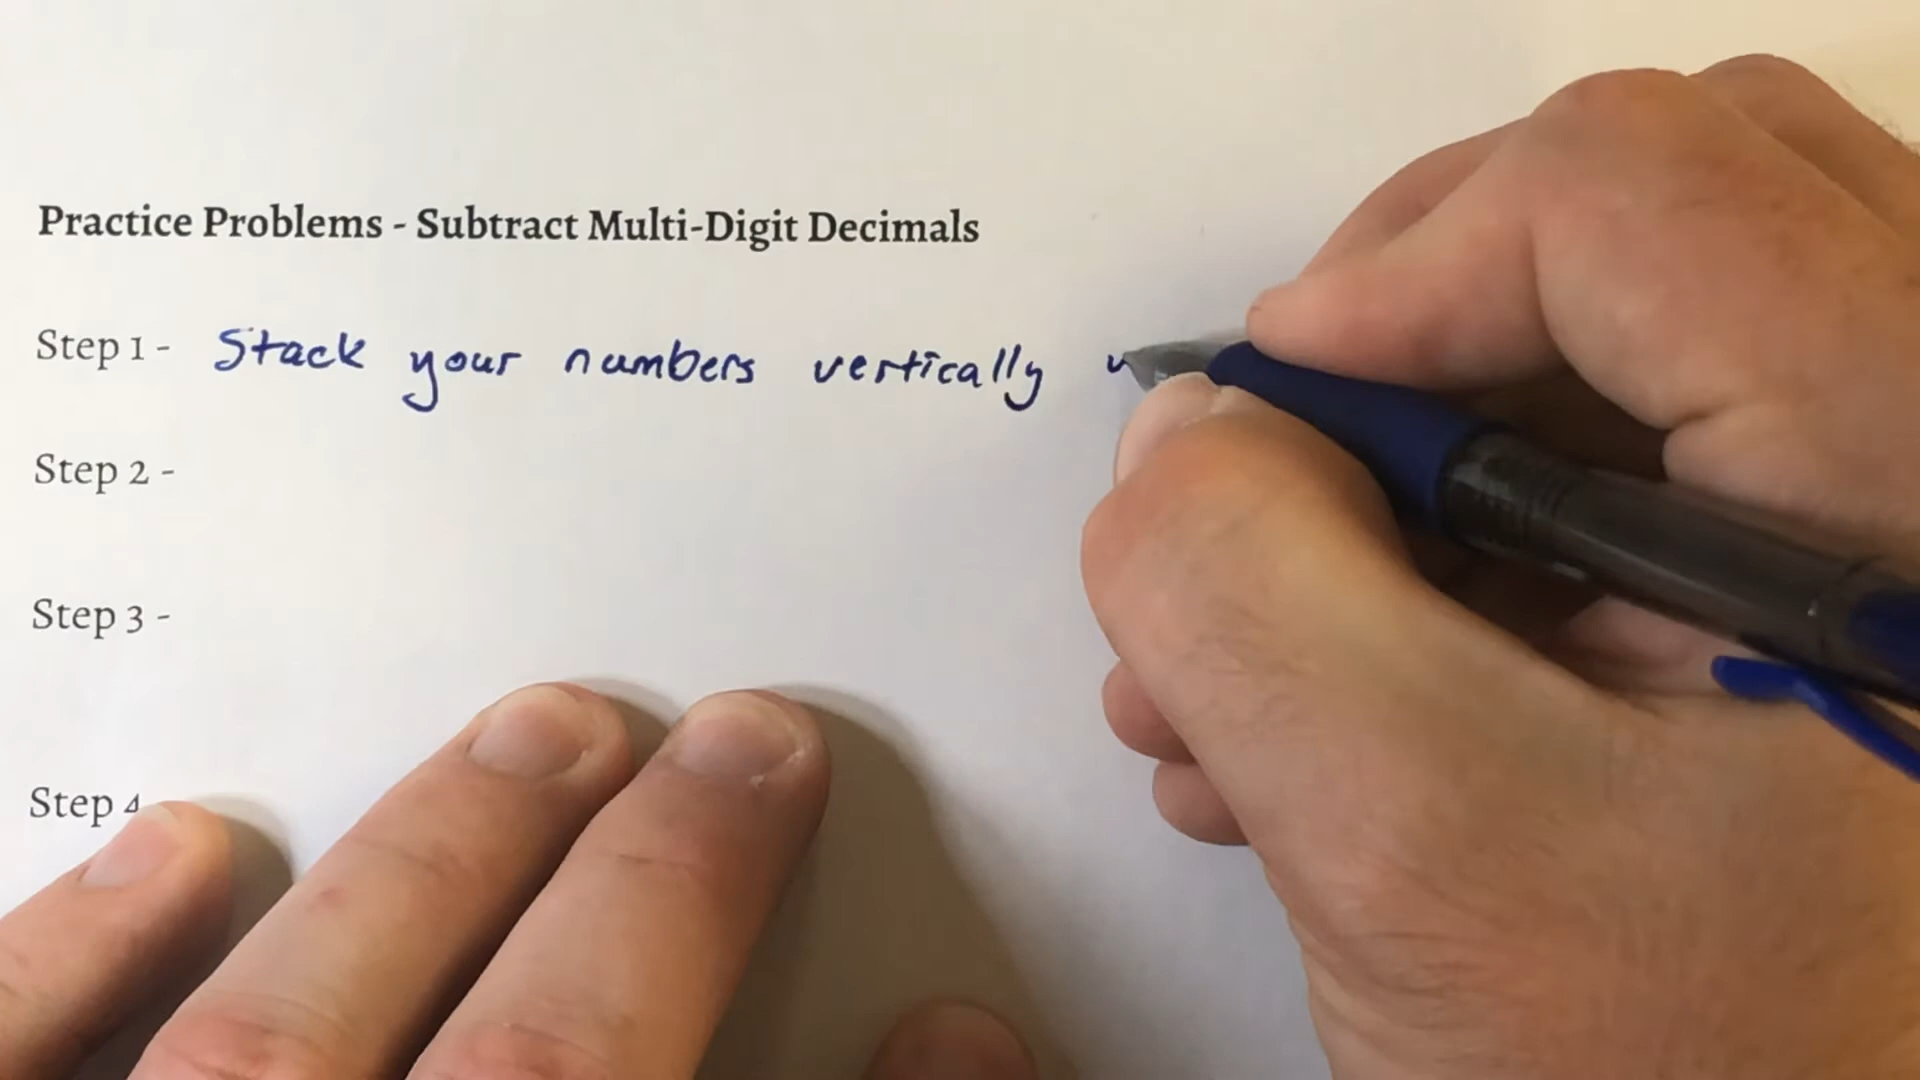 Practice Problems - Subtract Multi-Digit Decimals
Step 1 - Stack your numbers vertically
Step 2 -
Step 3 -
Step 4